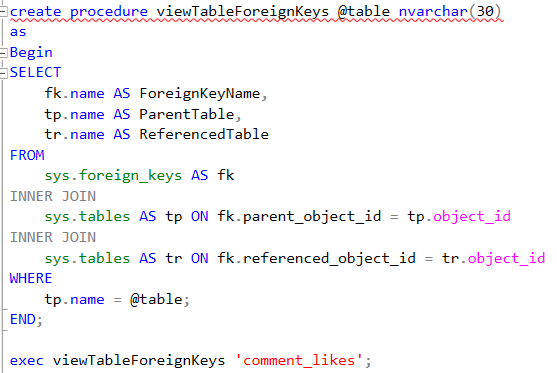 create procedure viewTableForeignKeys @table nvarchar(30)
as
Begin
SELECT
    fk.name AS ForeignKeyName,
    tp.name AS ParentTable,
    tr.name AS ReferencedTable
FROM
    sys.foreign_keys AS fk
INNER JOIN
    sys.tables AS tp ON fk.parent_object_id = tp.object_id
INNER JOIN
    sys.tables AS tr ON fk.referenced_object_id = tr.object_id
WHERE
    tp.name = @table;
END;

exec viewTableForeignKeys 'comment_likes';